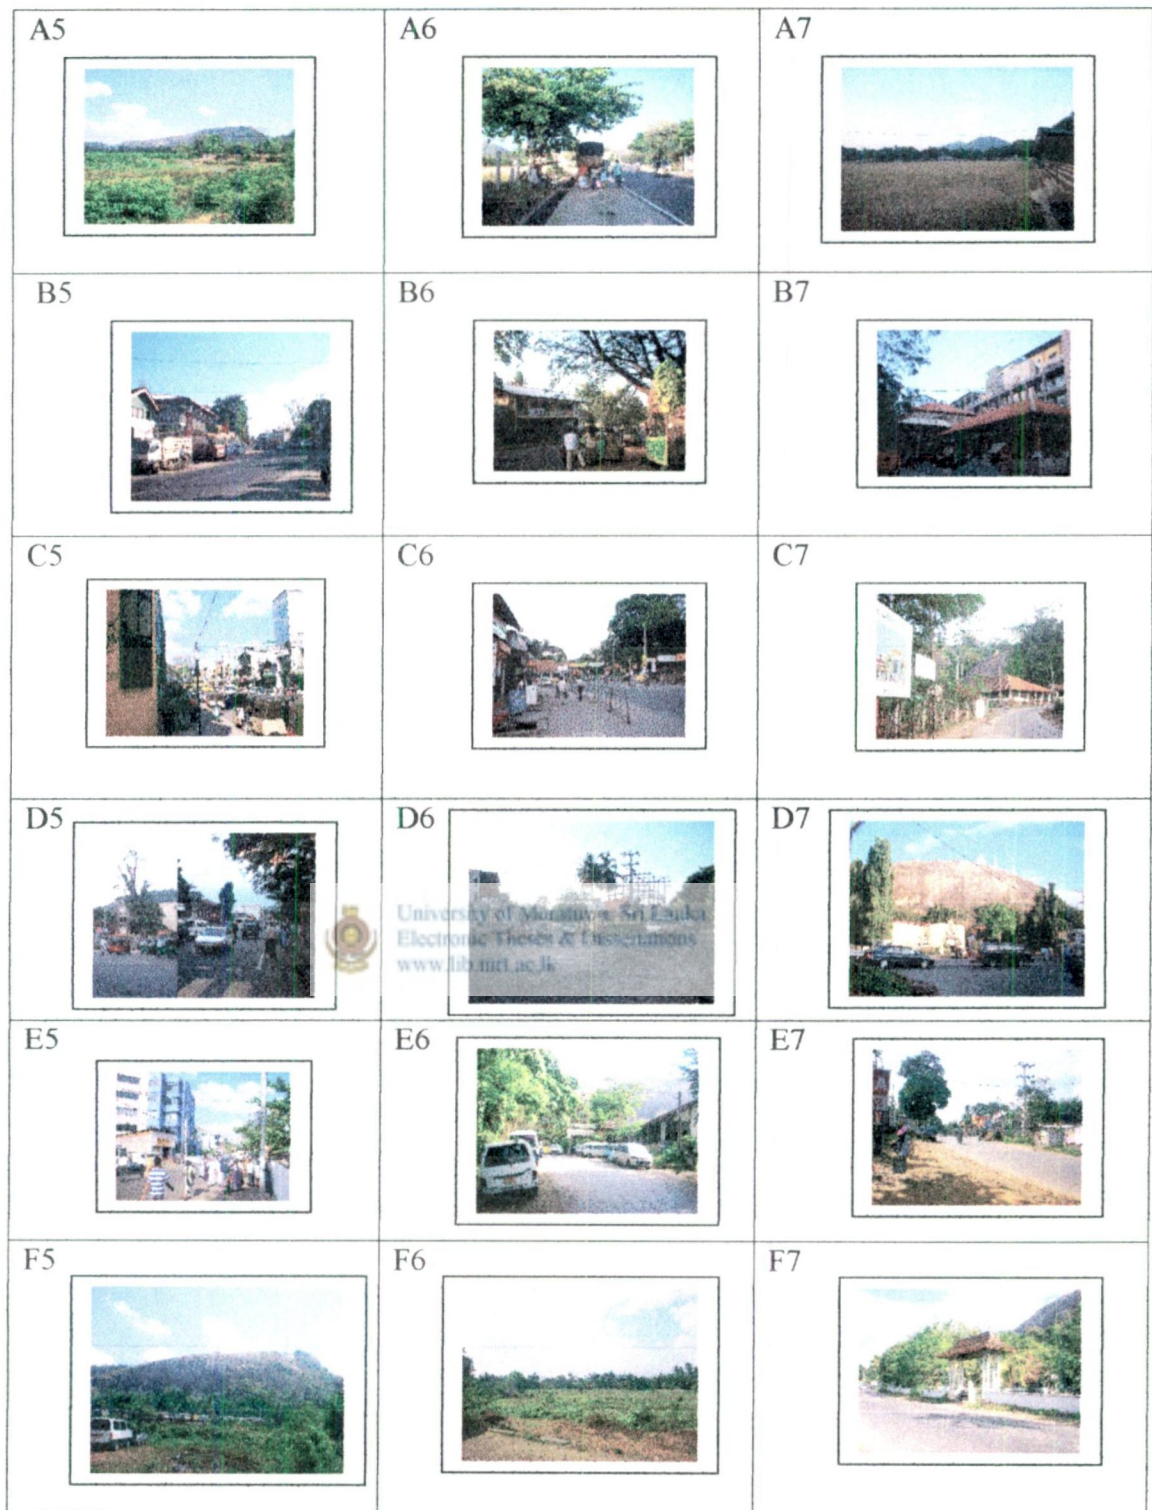 A5
A6
A7
B5
B6
B7
C5
C6
C7
D5
D6
D7
University of Moratuwa, Sri Lanka
Electronic Theses & Dissertations
www.lib.mrt.ac.lk
E5
E6
E7
F5
F6
F7